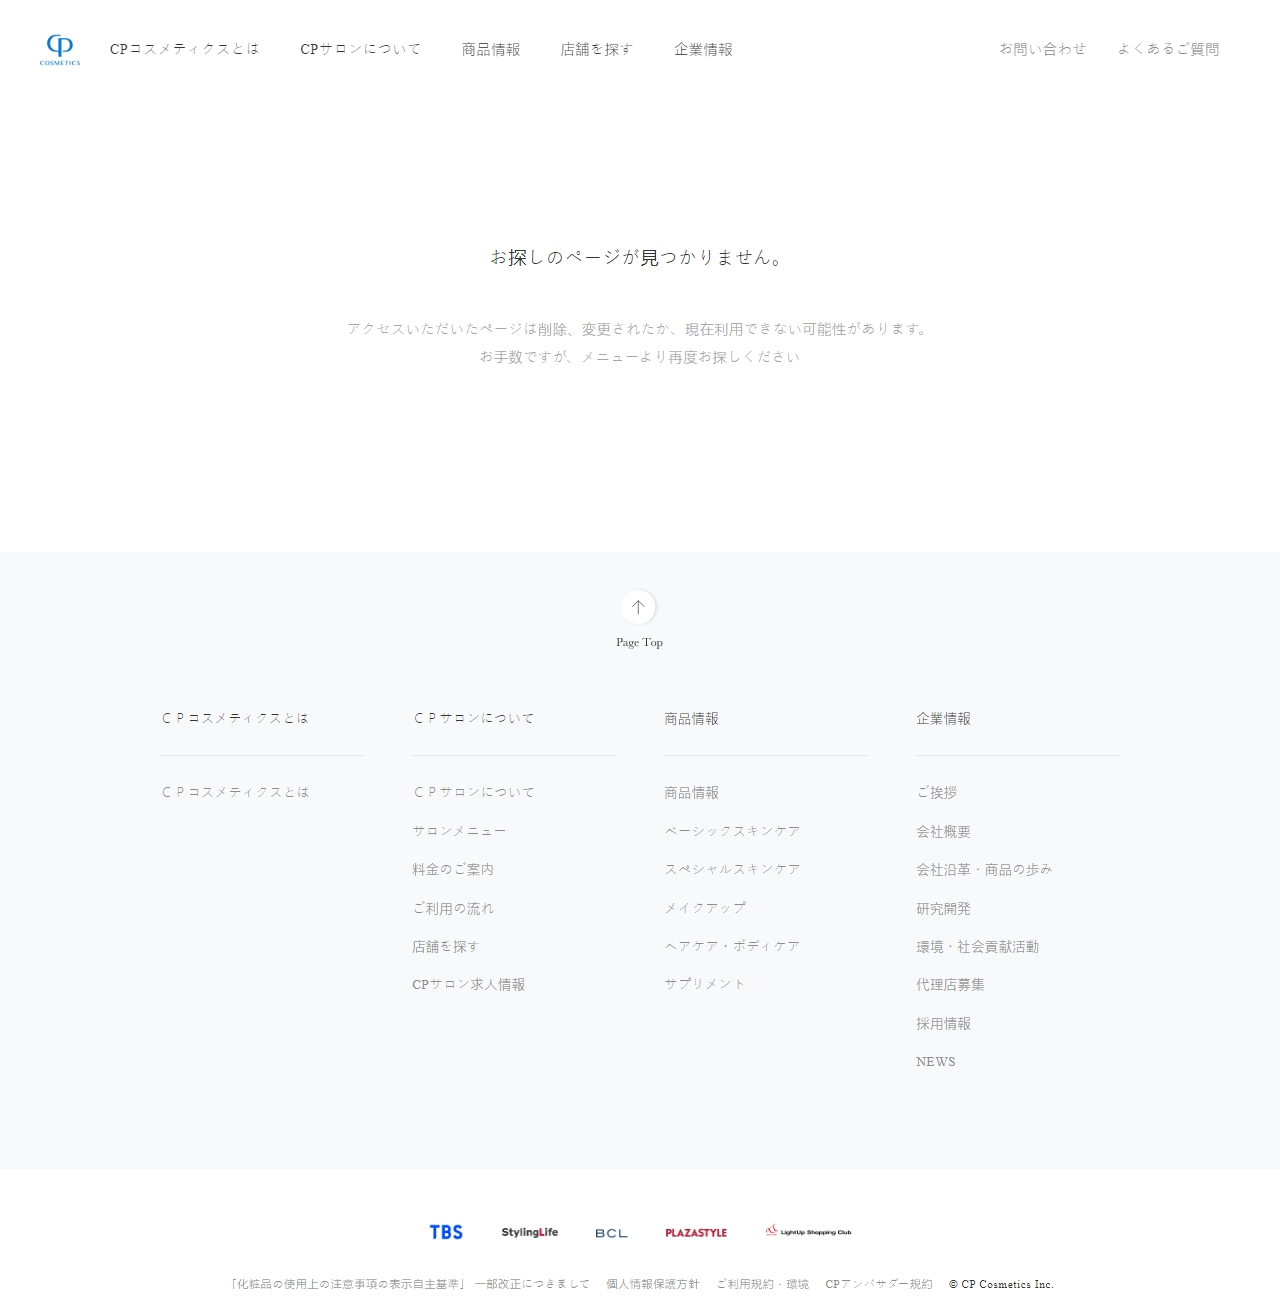 CP
COSMETICS
CPコスメティクスとは
CPサロンについて
商品情報
店舗を探す
企業情報
お問い合わせ
よくあるご質問
お探しのページが見つかりません。
アクセスいただいたページは削除、変更されたか、現在利用できない可能性があります。
お手数ですが、メニューより再度お探しください
Page Top
ＣＰコスメティクスとは
ＣＰコスメティクスとは
ＣＰサロンについて
ＣＰサロンについて
サロンメニュー
料金のご案内
ご利用の流れ
店舗を探す
CPサロン求人情報
商品情報
商品情報
ベーシックスキンケア
スペシャルスキンケア
メイクアップ
ヘアケア・ボディケア
サプリメント
企業情報
ご挨拶
会社概要
会社沿革・商品の歩み
研究開発
環境・社会貢献活動
代理店募集
採用情報
NEWS
TBS
StylingLife
BCL
PLAZASTYLE
LightUp Shopping Club
「化粧品の使用上の注意事項の表示自主基準」 一部改正につきまして
個人情報保護方針
ご利用規約・環境
CPアンバサダー規約
© CP Cosmetics Inc.